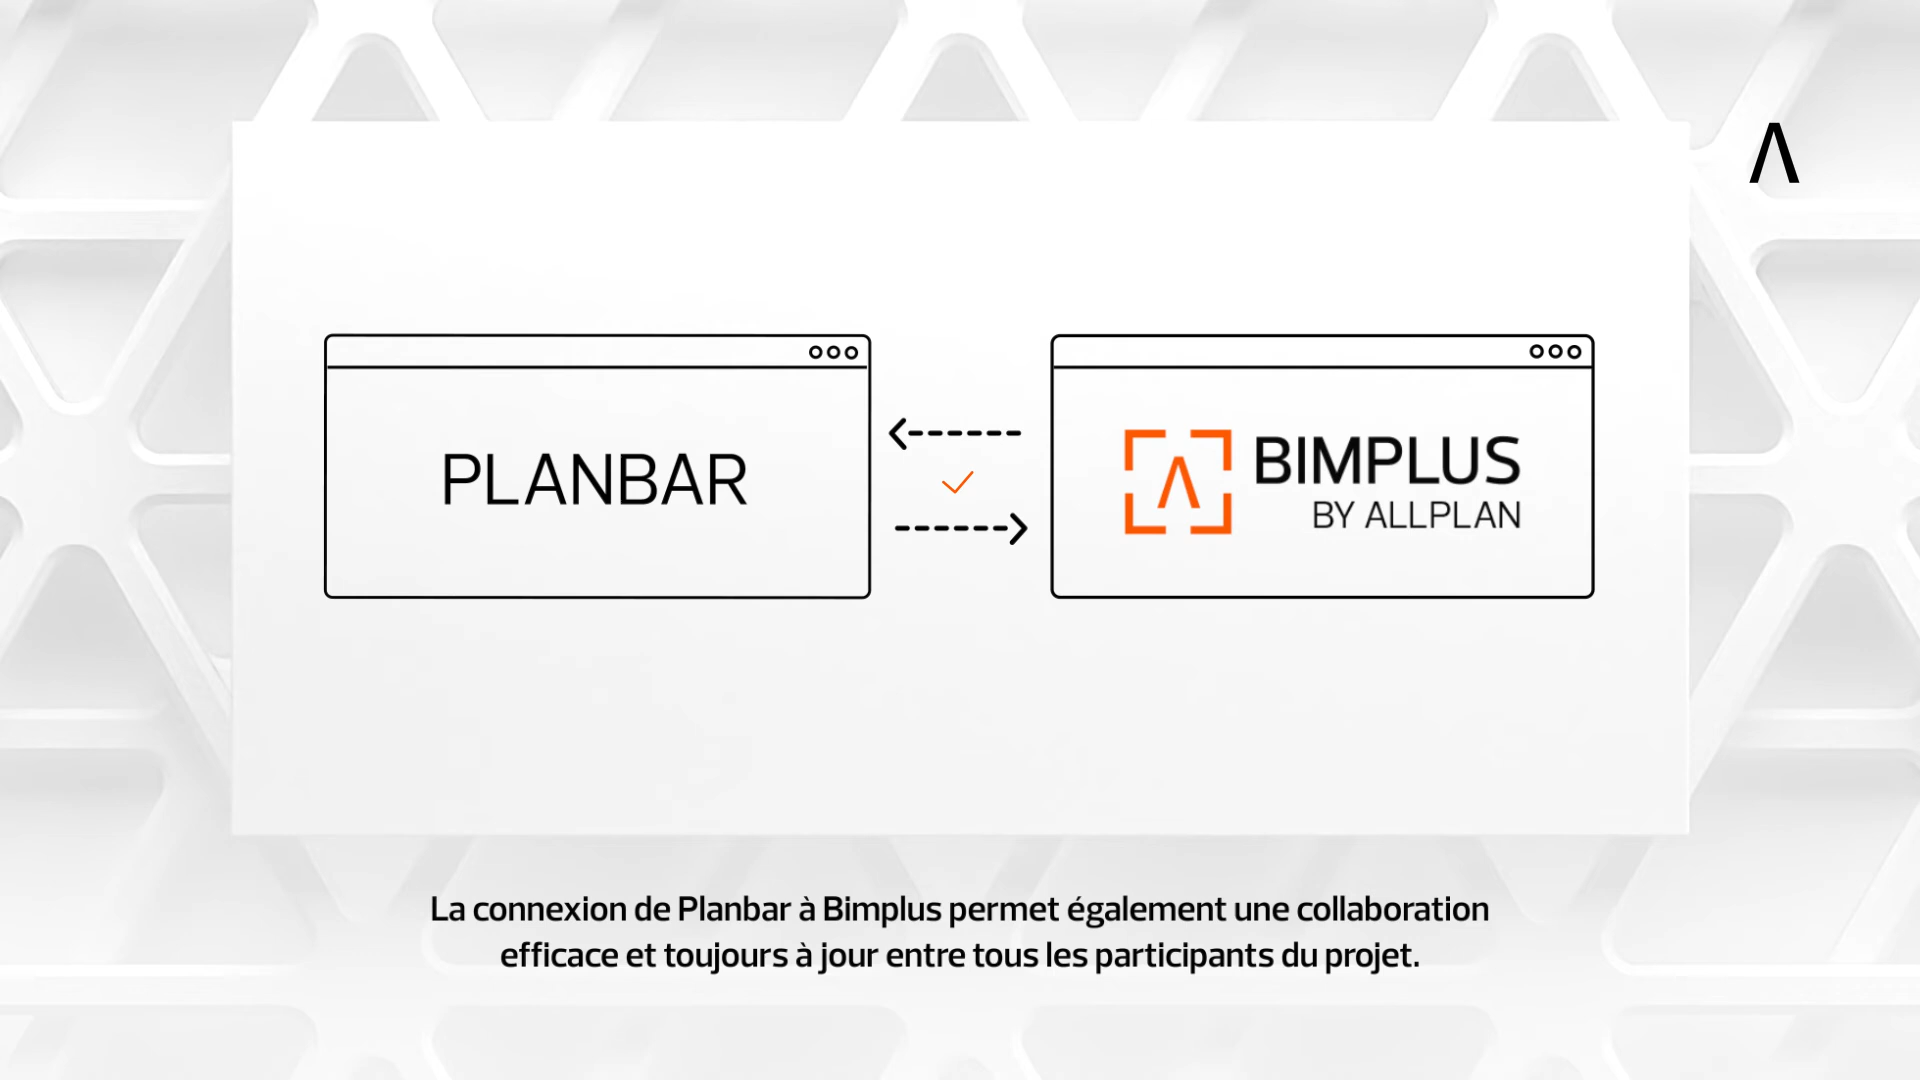 PLANBAR
BIMPLUS
BY ALLPLAN
La connexion de Planbar à Bimplus permet également une collaboration
efficace et toujours à jour entre tous les participants du projet.